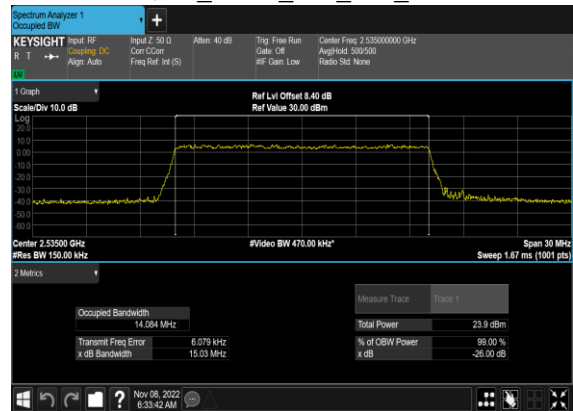 Spectrum Analyzer 1
Occupied BW
+
KEYSIGHT
R T
LU
Input: RF
Coupling: DC
Align: Auto
Input Z: 50 Ω
Corr CCorr
Freq Ref: Int (S)
Atten: 40 dB
Trig: Free Run
Gate: Off
#IF Gain: Low
Center Freq: 2.535000000 GHz
Avg|Hold: 500/500
Radio Std: None
1 Graph
Scale/Div 10.0 dB
Ref Lvl Offset 8.40 dB
Ref Value 30.00 dBm
Log
20.0
10.0
0.00
-10.0
-20.0
-30.0
-40.0
-50.0
-60.0
Center 2.53500 GHz
#Res BW 150.00 kHz
#Video BW 470.00 kHz*
Span 30 MHz
Sweep 1.67 ms (1001 pts)
2 Metrics
Measure Trace Trace 1
Occupied Bandwidth
14.084 MHz
Total Power 23.9 dBm
Transmit Freq Error 6.079 kHz
% of OBW Power 99.00 %
x dB Bandwidth 15.03 MHz
x dB -26.00 dB
?
Nov 08, 2022
6:33:42 AM